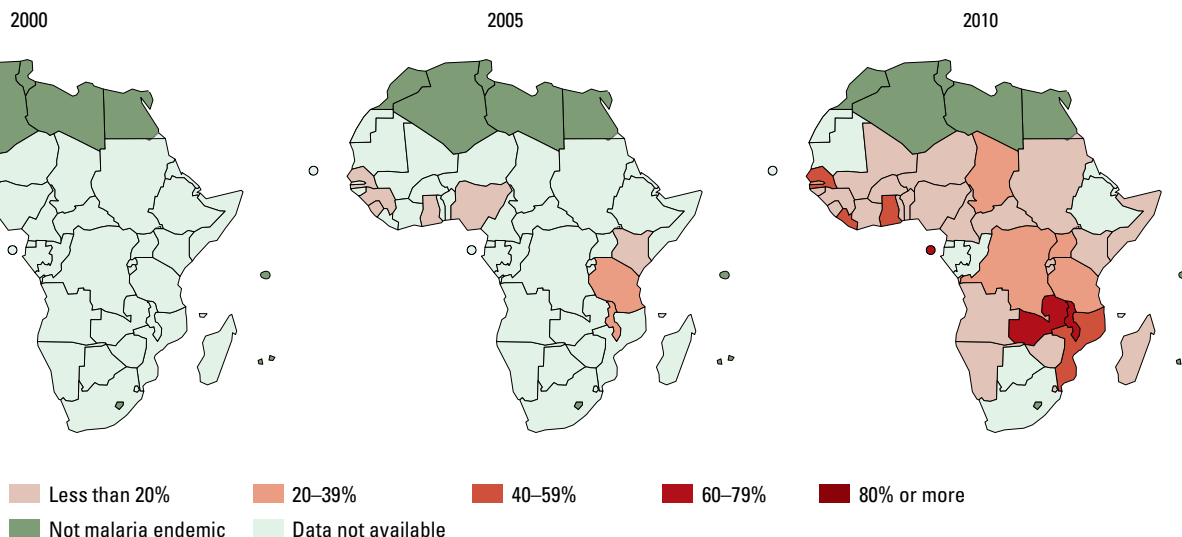 2000
2005
2010
Less than 20%
20–39%
40–59%
60–79%
80% or more
Not malaria endemic
Data not available